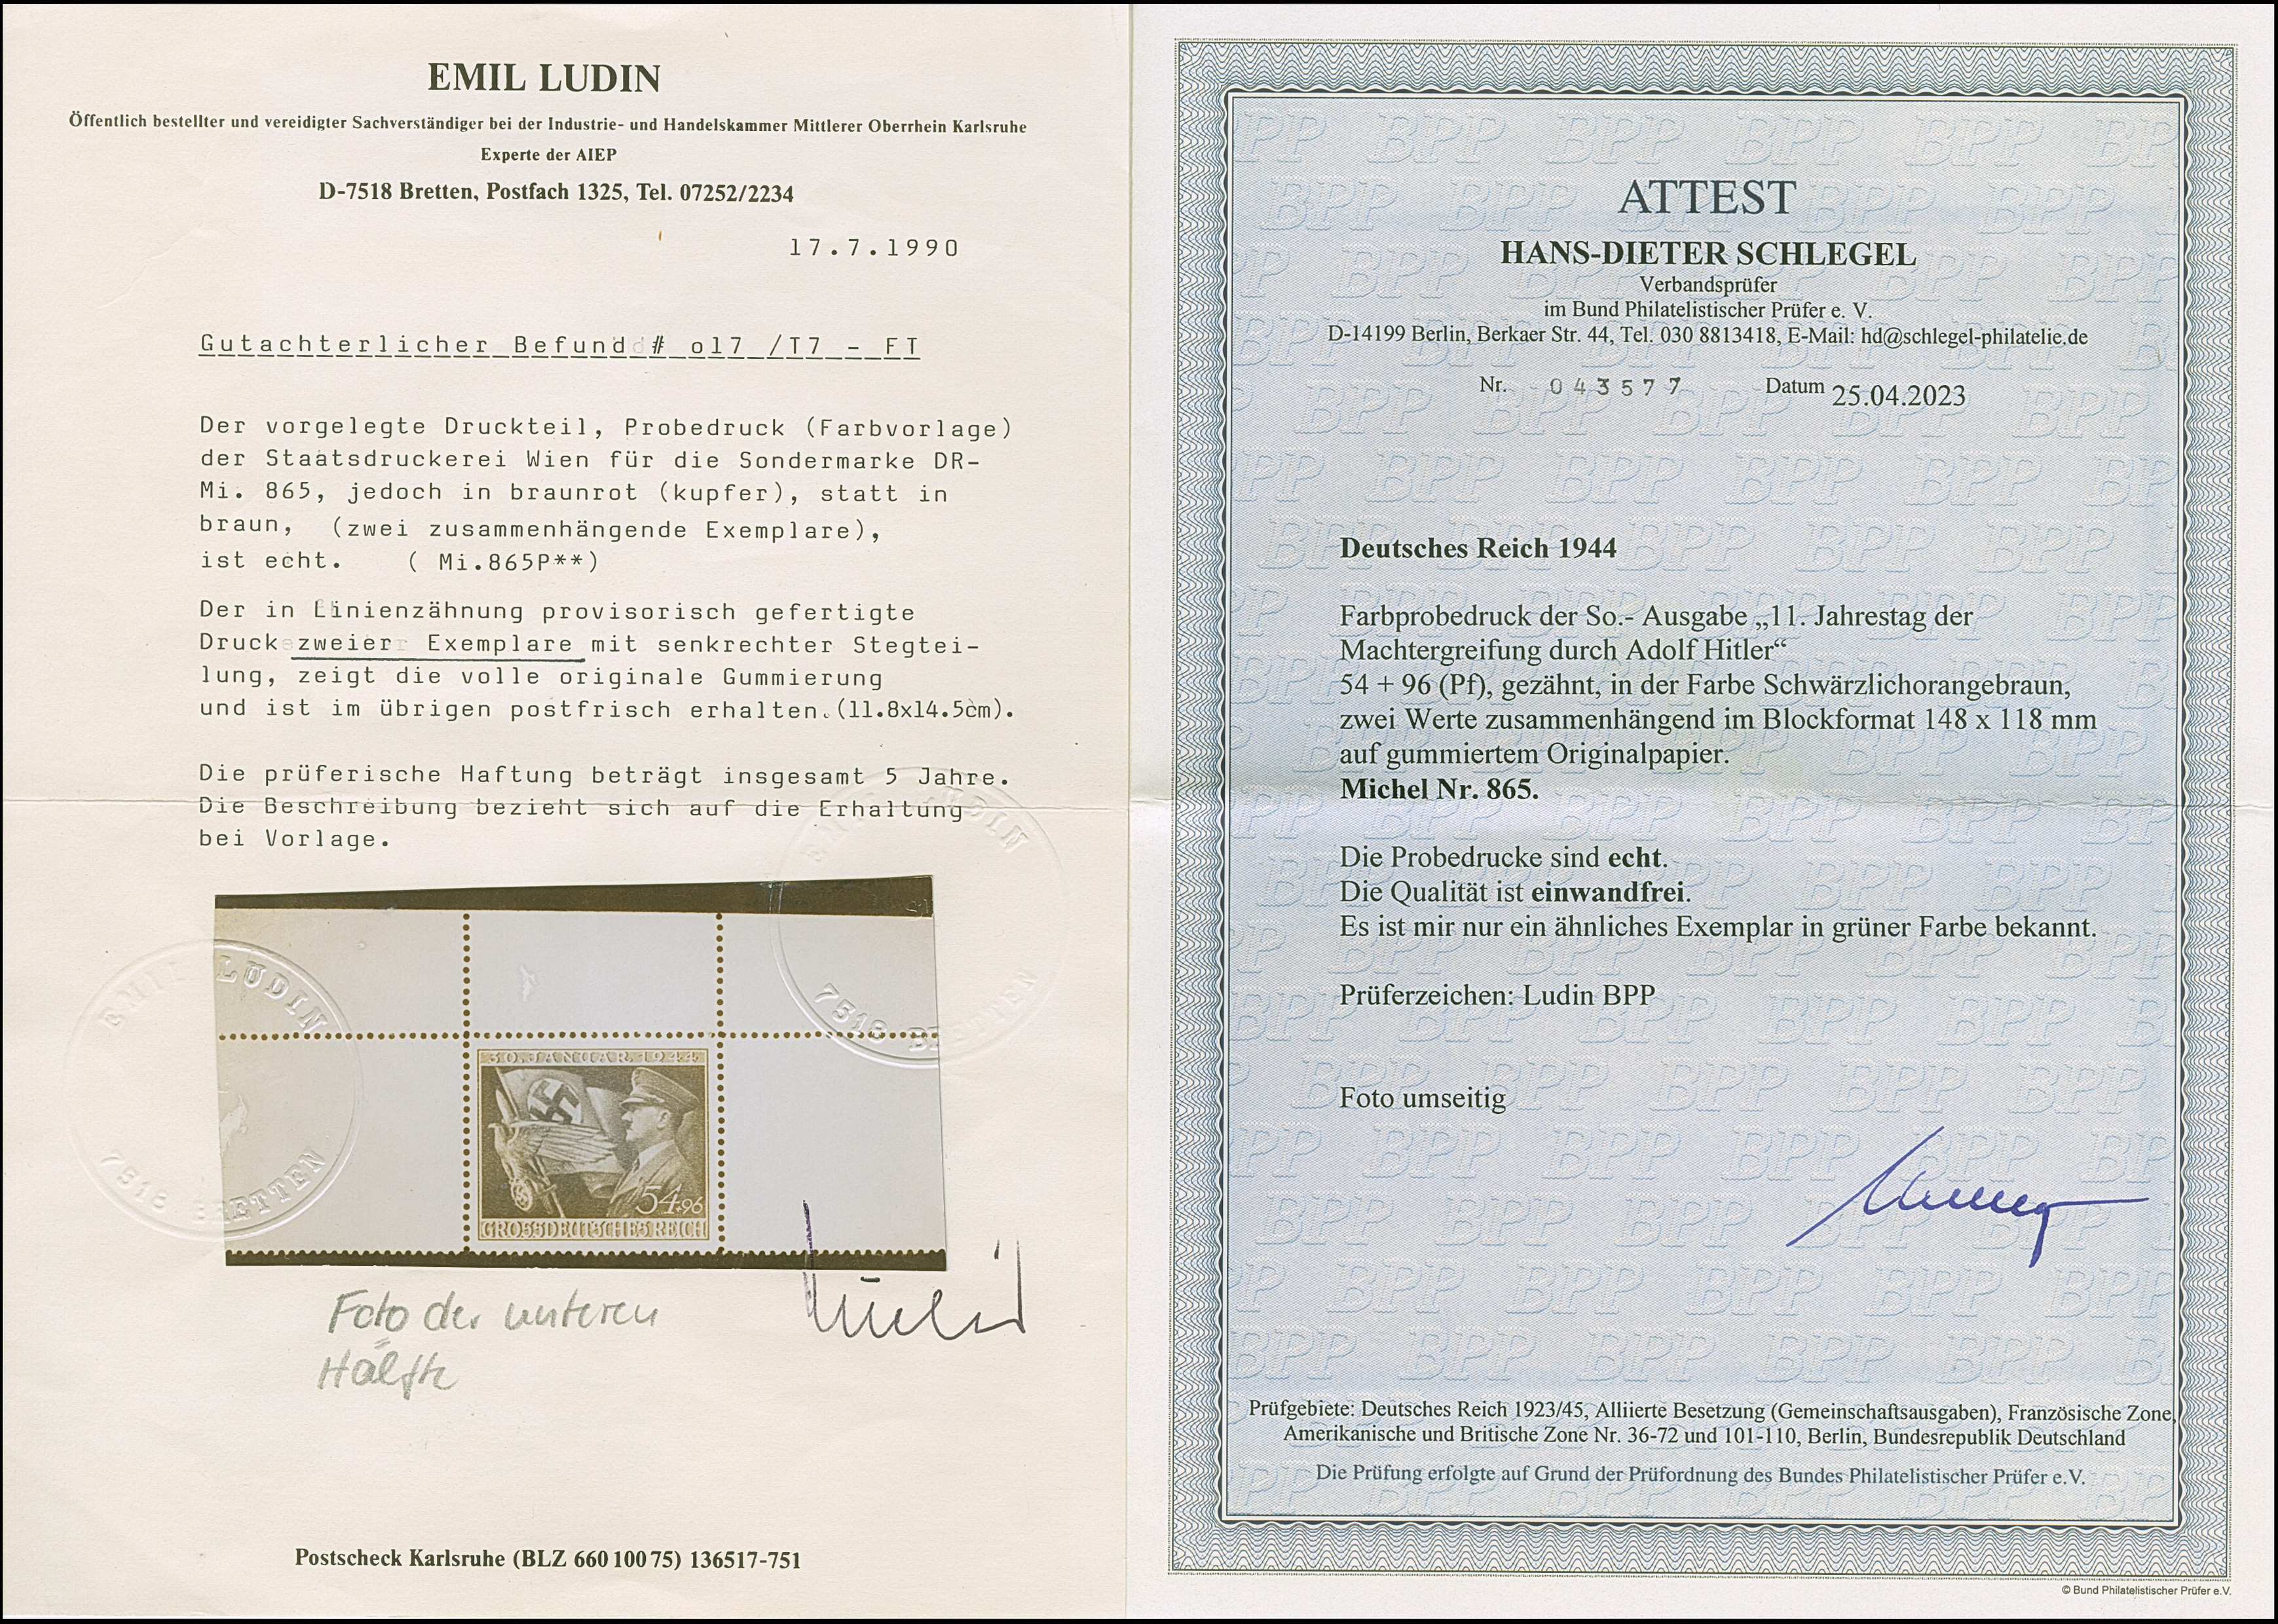 EMIL LUDIN
Öffentlich bestellter und vereidigter Sachverständiger bei der Industrie- und Handelskammer Mittlerer Oberrhein Karlsruhe
Experte der AIEP
D-7518 Bretten, Postfach 1325, Tel. 07252/2234
17.7.1990
Gutachterlicher Befund # o17 /T7 - FT
Der vorgelegte Druckteil, Probedruck (Farbvorlage)
der Staatsdruckerei Wien für die Sondermarke DR-
Mi. 865, jedoch in braunrot (kupfer), statt in
braun, (zwei zusammenhängende Exemplare),
ist echt. ( Mi.865P**)
Der in Linienzähnung provisorisch gefertigte
Druck zweier Exemplare mit senkrechter Stegtei-
lung, zeigt die volle originale Gummierung
und ist im übrigen postfrisch erhalten.(11.8x14.5cm).
Die prüferische Haftung beträgt insgesamt 5 Jahre.
Die Beschreibung bezieht sich auf die Erhaltung
bei Vorlage.
EMIL LUDIN
7518 BRETTEN
EMIL LUDIN
7518 BRETTEN
30. JANUAR 1944
54+96
GROSSDEUTSCHES REICH
Foto der unteren
Hälfte
Postscheck Karlsruhe (BLZ 660 100 75) 136517-751
ATTEST
HANS-DIETER SCHLEGEL
Verbandsprüfer
im Bund Philatelistischer Prüfer e. V.
D-14199 Berlin, Berkaer Str. 44, Tel. 030 8813418, E-Mail: hd@schlegel-philatelie.de
Nr. 043577 Datum 25.04.2023
Deutsches Reich 1944
Farbprobedruck der So.- Ausgabe „11. Jahrestag der
Machtergreifung durch Adolf Hitler“
54 + 96 (Pf), gezähnt, in der Farbe Schwärzlichorangebraun,
zwei Werte zusammenhängend im Blockformat 148 x 118 mm
auf gummiertem Originalpapier.
Michel Nr. 865.
Die Probedrucke sind echt.
Die Qualität ist einwandfrei.
Es ist mir nur ein ähnliches Exemplar in grüner Farbe bekannt.
Prüferzeichen: Ludin BPP
Foto umseitig
Prüfgebiete: Deutsches Reich 1923/45, Alliierte Besetzung (Gemeinschaftsausgaben), Französische Zone,
Amerikanische und Britische Zone Nr. 36-72 und 101-110, Berlin, Bundesrepublik Deutschland
Die Prüfung erfolgte auf Grund der Prüfordnung des Bundes Philatelistischer Prüfer e.V.
© Bund Philatelistischer Prüfer e.V.